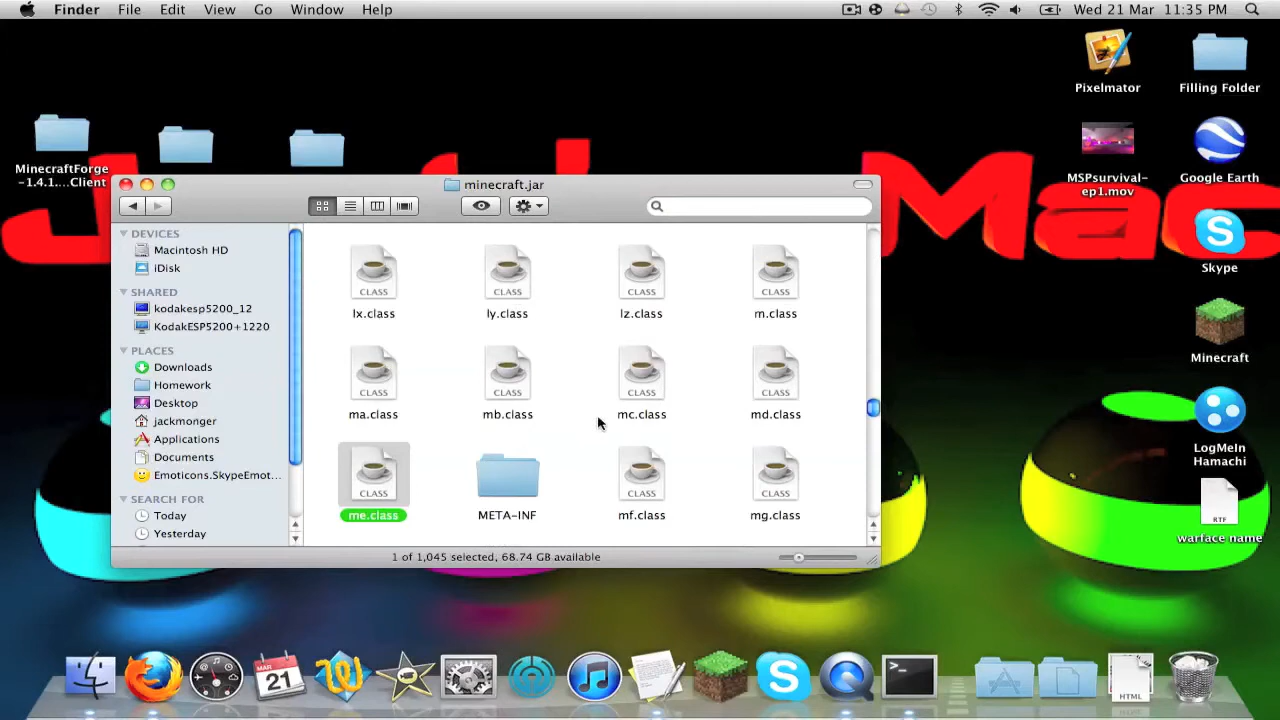 Finder File Edit View Go Window Help
Wed 21 Mar 11:35 PM
Pixelmator
Filling Folder
MinecraftForge
-1.4.1....Client
MSPsurvival-
ep1.mov
Google Earth
Mac
minecraft.jar
DEVICES
Macintosh HD
iDisk
SHARED
kodakesp5200_12
KodakESP5200+1220
PLACES
Downloads
Homework
Desktop
jackmonger
Applications
Documents
Emoticons.SkypeEmot...
SEARCH FOR
Today
Yesterday
CLASS CLASS CLASS CLASS
lx.class ly.class lz.class m.class
CLASS CLASS CLASS CLASS
ma.class mb.class mc.class md.class
CLASS CLASS CLASS
me.class META-INF mf.class mg.class
1 of 1,045 selected, 68.74 GB available
Skype
Minecraft
LogMeIn
Hamachi
RTF
warface name
MAR
21
HTML